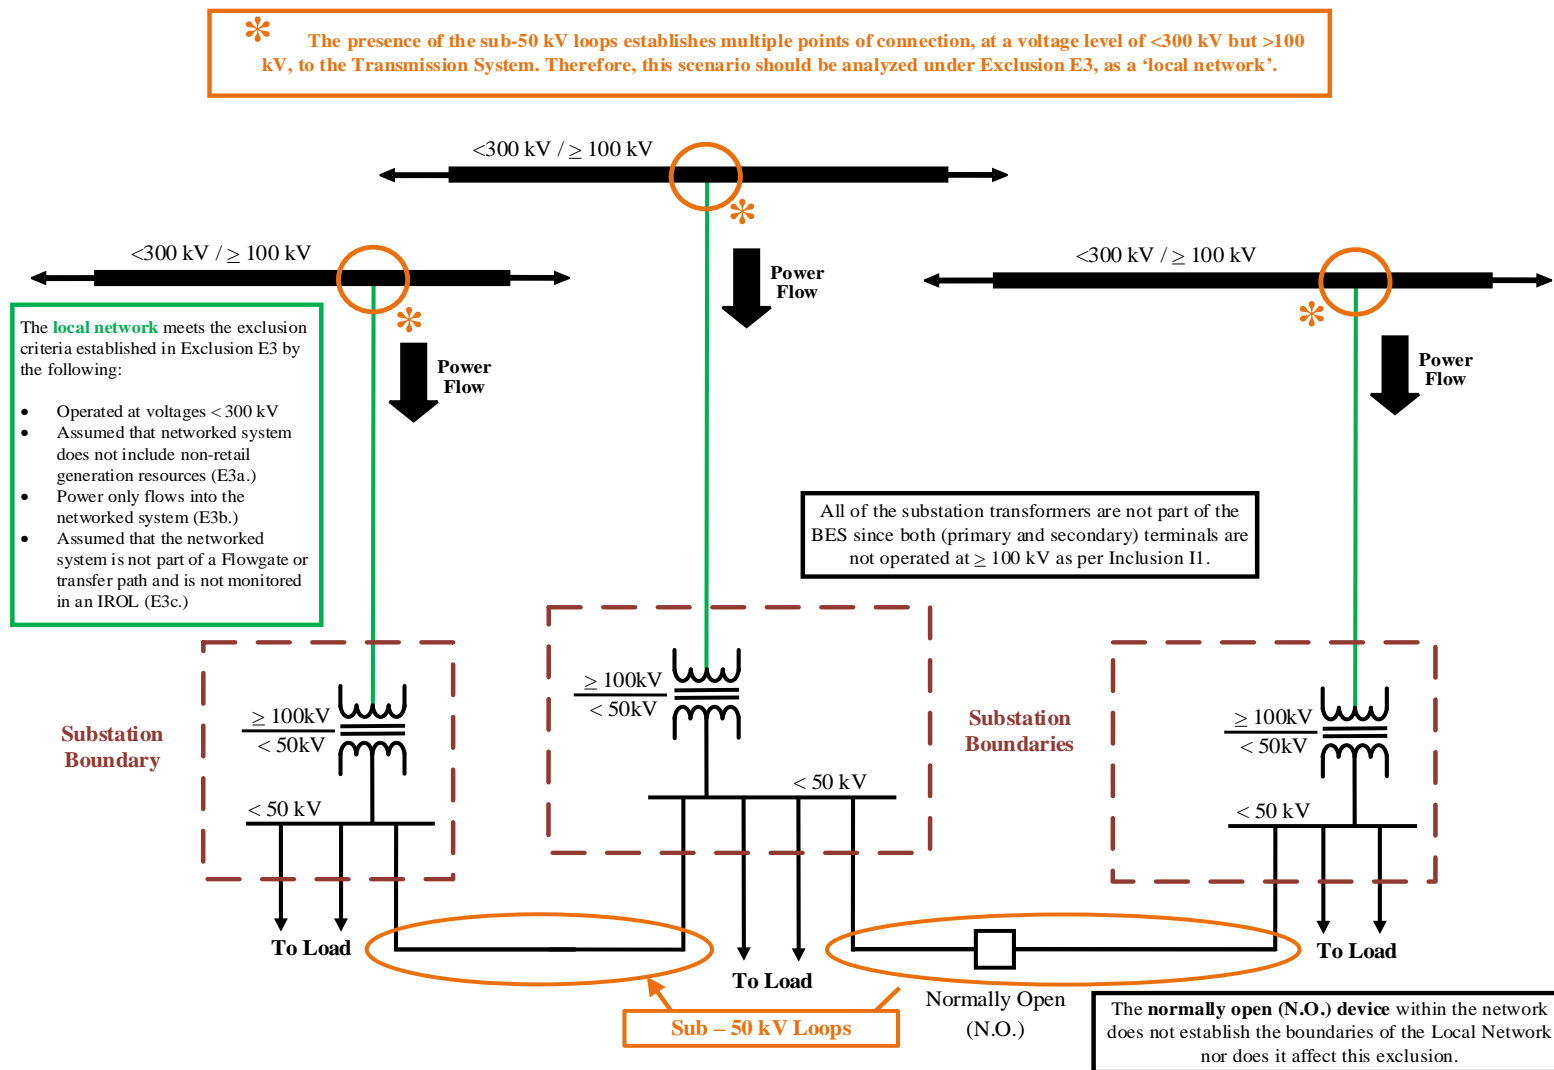 * The presence of the sub-50 kV loops establishes multiple points of connection, at a voltage level of <300 kV but >100
kV, to the Transmission System. Therefore, this scenario should be analyzed under Exclusion E3, as a ‘local network’.
<300 kV / ≥ 100 kV
*
<300 kV / ≥ 100 kV
<300 kV / ≥ 100 kV
Power
Flow
*
*
Power
Flow
Power
Flow
The local network meets the exclusion
criteria established in Exclusion E3 by
the following:
• Operated at voltages < 300 kV
• Assumed that networked system
does not include non-retail
generation resources (E3a.)
• Power only flows into the
networked system (E3b.)
• Assumed that the networked
system is not part of a Flowgate or
transfer path and is not monitored
in an IROL (E3c.)
All of the substation transformers are not part of the
BES since both (primary and secondary) terminals are
not operated at ≥ 100 kV as per Inclusion I1.
≥ 100kV
< 50kV
≥ 100kV
< 50kV
≥ 100kV
< 50kV
Substation
Boundary
Substation
Boundaries
< 50 kV
< 50 kV
< 50 kV
To Load
To Load
To Load
Normally Open
(N.O.)
Sub – 50 kV Loops
The normally open (N.O.) device within the network
does not establish the boundaries of the Local Network
nor does it affect this exclusion.